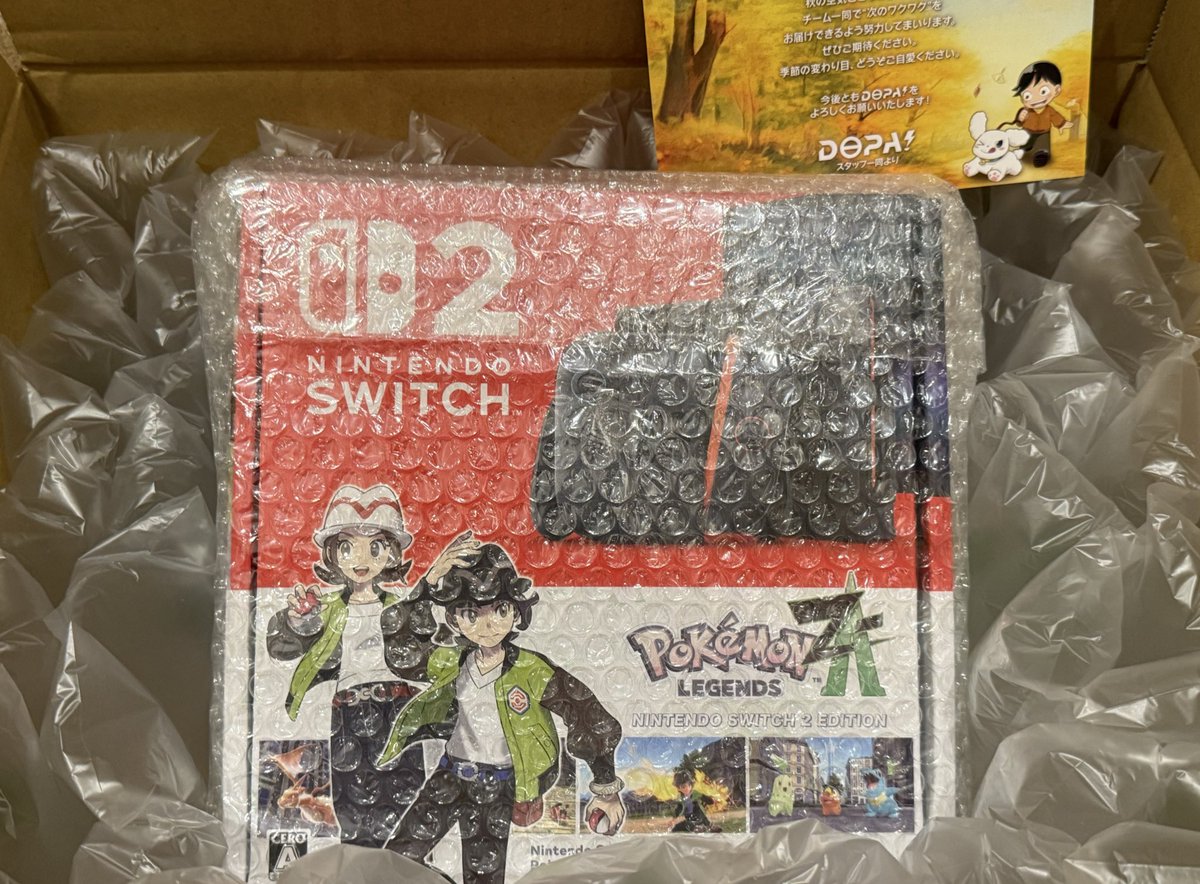 チーム一同で"次のワクワク"を
お届けできるよう努力してまいります。
ぜひご期待ください。
季節の変わり目、どうぞご自愛ください。
今後ともDOPA!を
よろしくお願いいたします!
DOPA!
スタッフ一同より
2
NINTENDO
SWITCH™
POKÉMON™
LEGENDS
ZA
NINTENDO SWITCH 2 EDITION
CERO
A
Nintendo